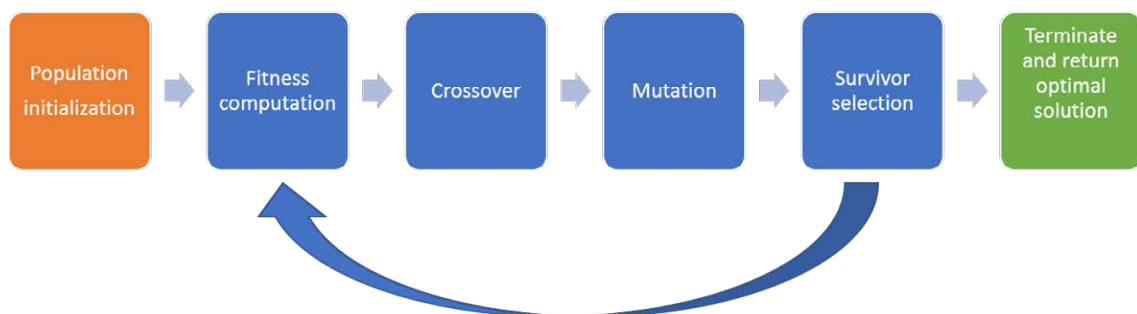 Population
initialization
Fitness
computation
Crossover
Mutation
Survivor
selection
Terminate
and return
optimal
solution